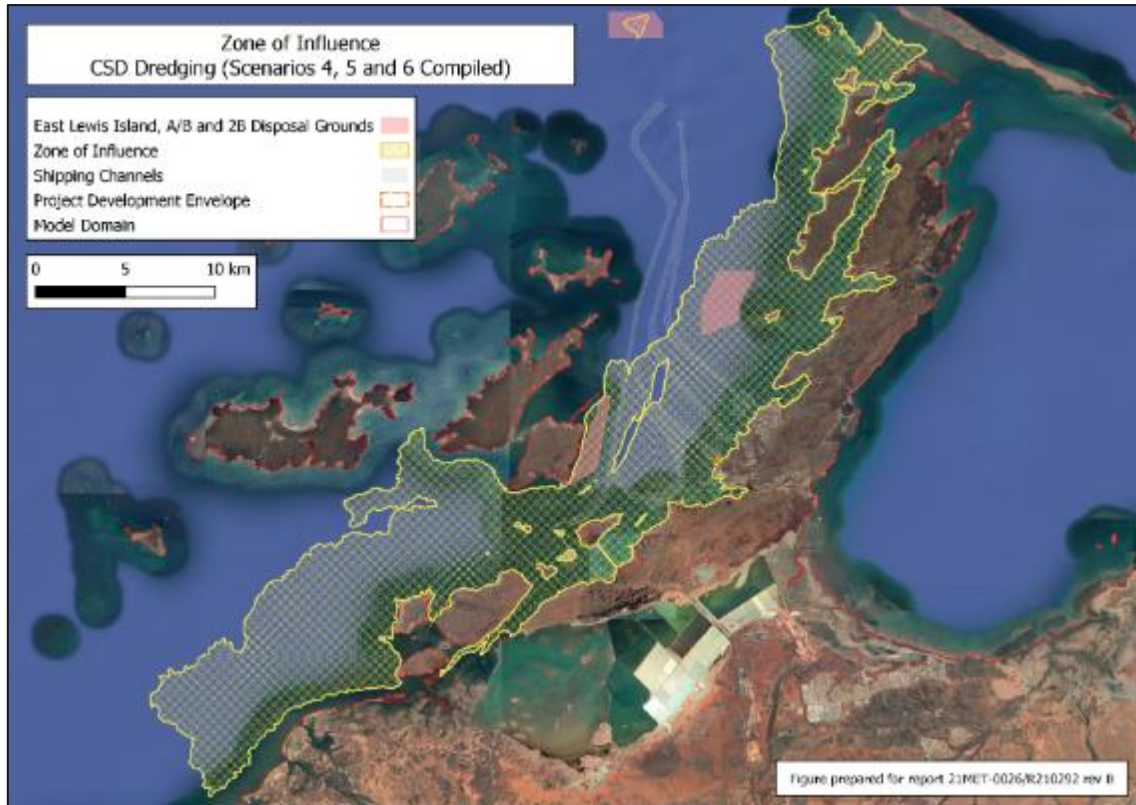 Zone of Influence
CSD Dredging (Scenarios 4, 5 and 6 Compiled)
East Lewis Island, A/B and 2B Disposal Grounds
Zone of Influence
Shipping Channels
Project Development Envelope
Model Domain
0 5 10 km
Figure prepared for report 21MET-0026/R210292 rev B